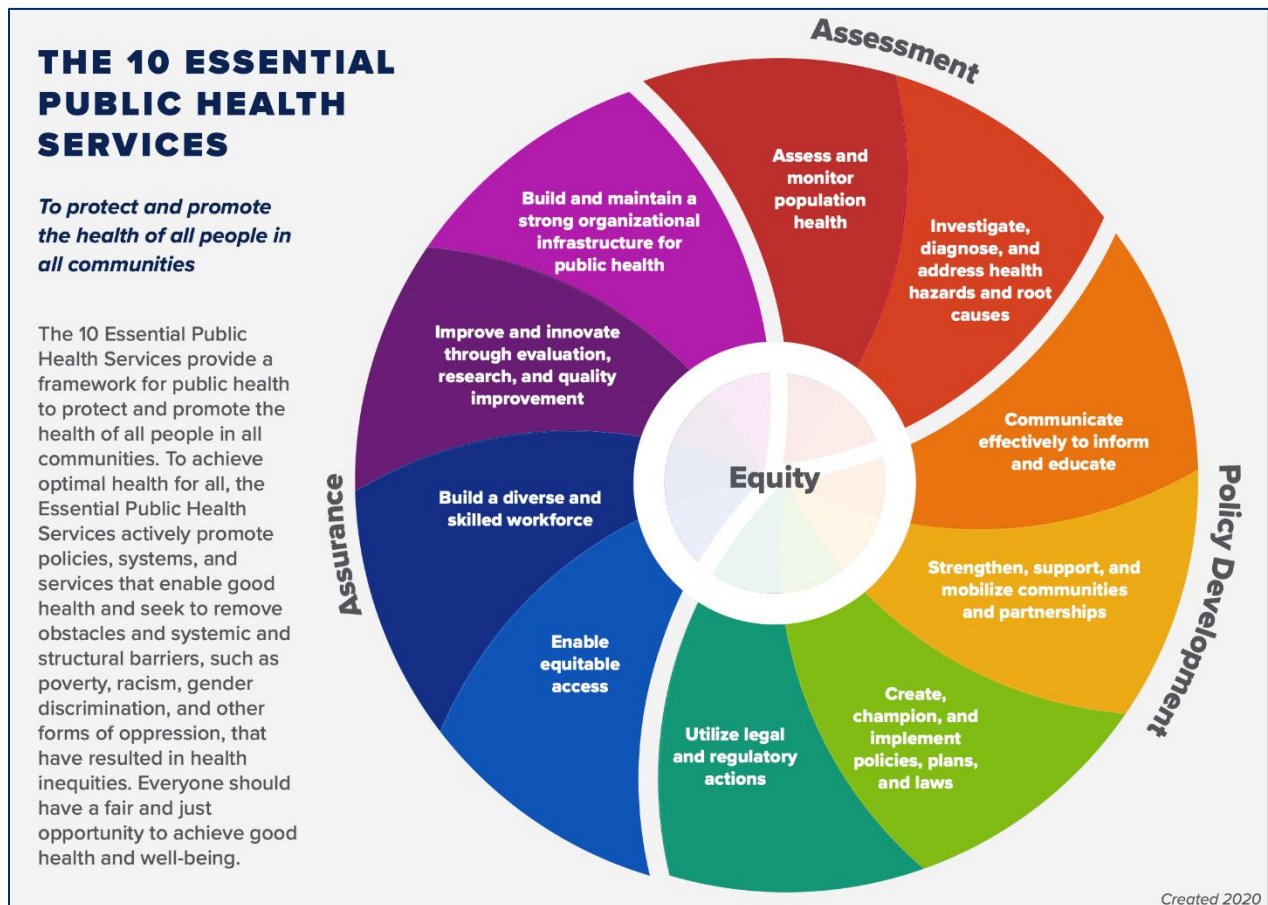 THE 10 ESSENTIAL
PUBLIC HEALTH
SERVICES
To protect and promote
the health of all people in
all communities
The 10 Essential Public
Health Services provide a
framework for public health
to protect and promote the
health of all people in all
communities. To achieve
optimal health for all, the
Essential Public Health
Services actively promote
policies, systems, and
services that enable good
health and seek to remove
obstacles and systemic and
structural barriers, such as
poverty, racism, gender
discrimination, and other
forms of oppression, that
have resulted in health
inequities. Everyone should
have a fair and just
opportunity to achieve good
health and well-being.
Assessment
Assess and
monitor
population
health
Investigate,
diagnose, and
address health
hazards and root
causes
Policy Development
Communicate
effectively to inform
and educate
Strengthen, support, and
mobilize communities
and partnerships
Create,
champion, and
implement
policies, plans,
and laws
Utilize legal
and regulatory
actions
Assurance
Enable
equitable
access
Build a diverse and
skilled workforce
Improve and innovate
through evaluation,
research, and quality
improvement
Build and maintain a
strong organizational
infrastructure for
public health
Equity
Created 2020